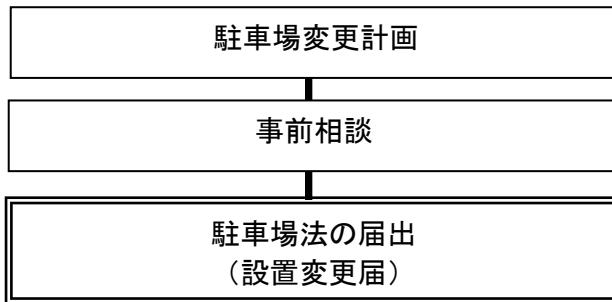 駐車場変更計画
事前相談
駐車場法の届出
（設置変更届）